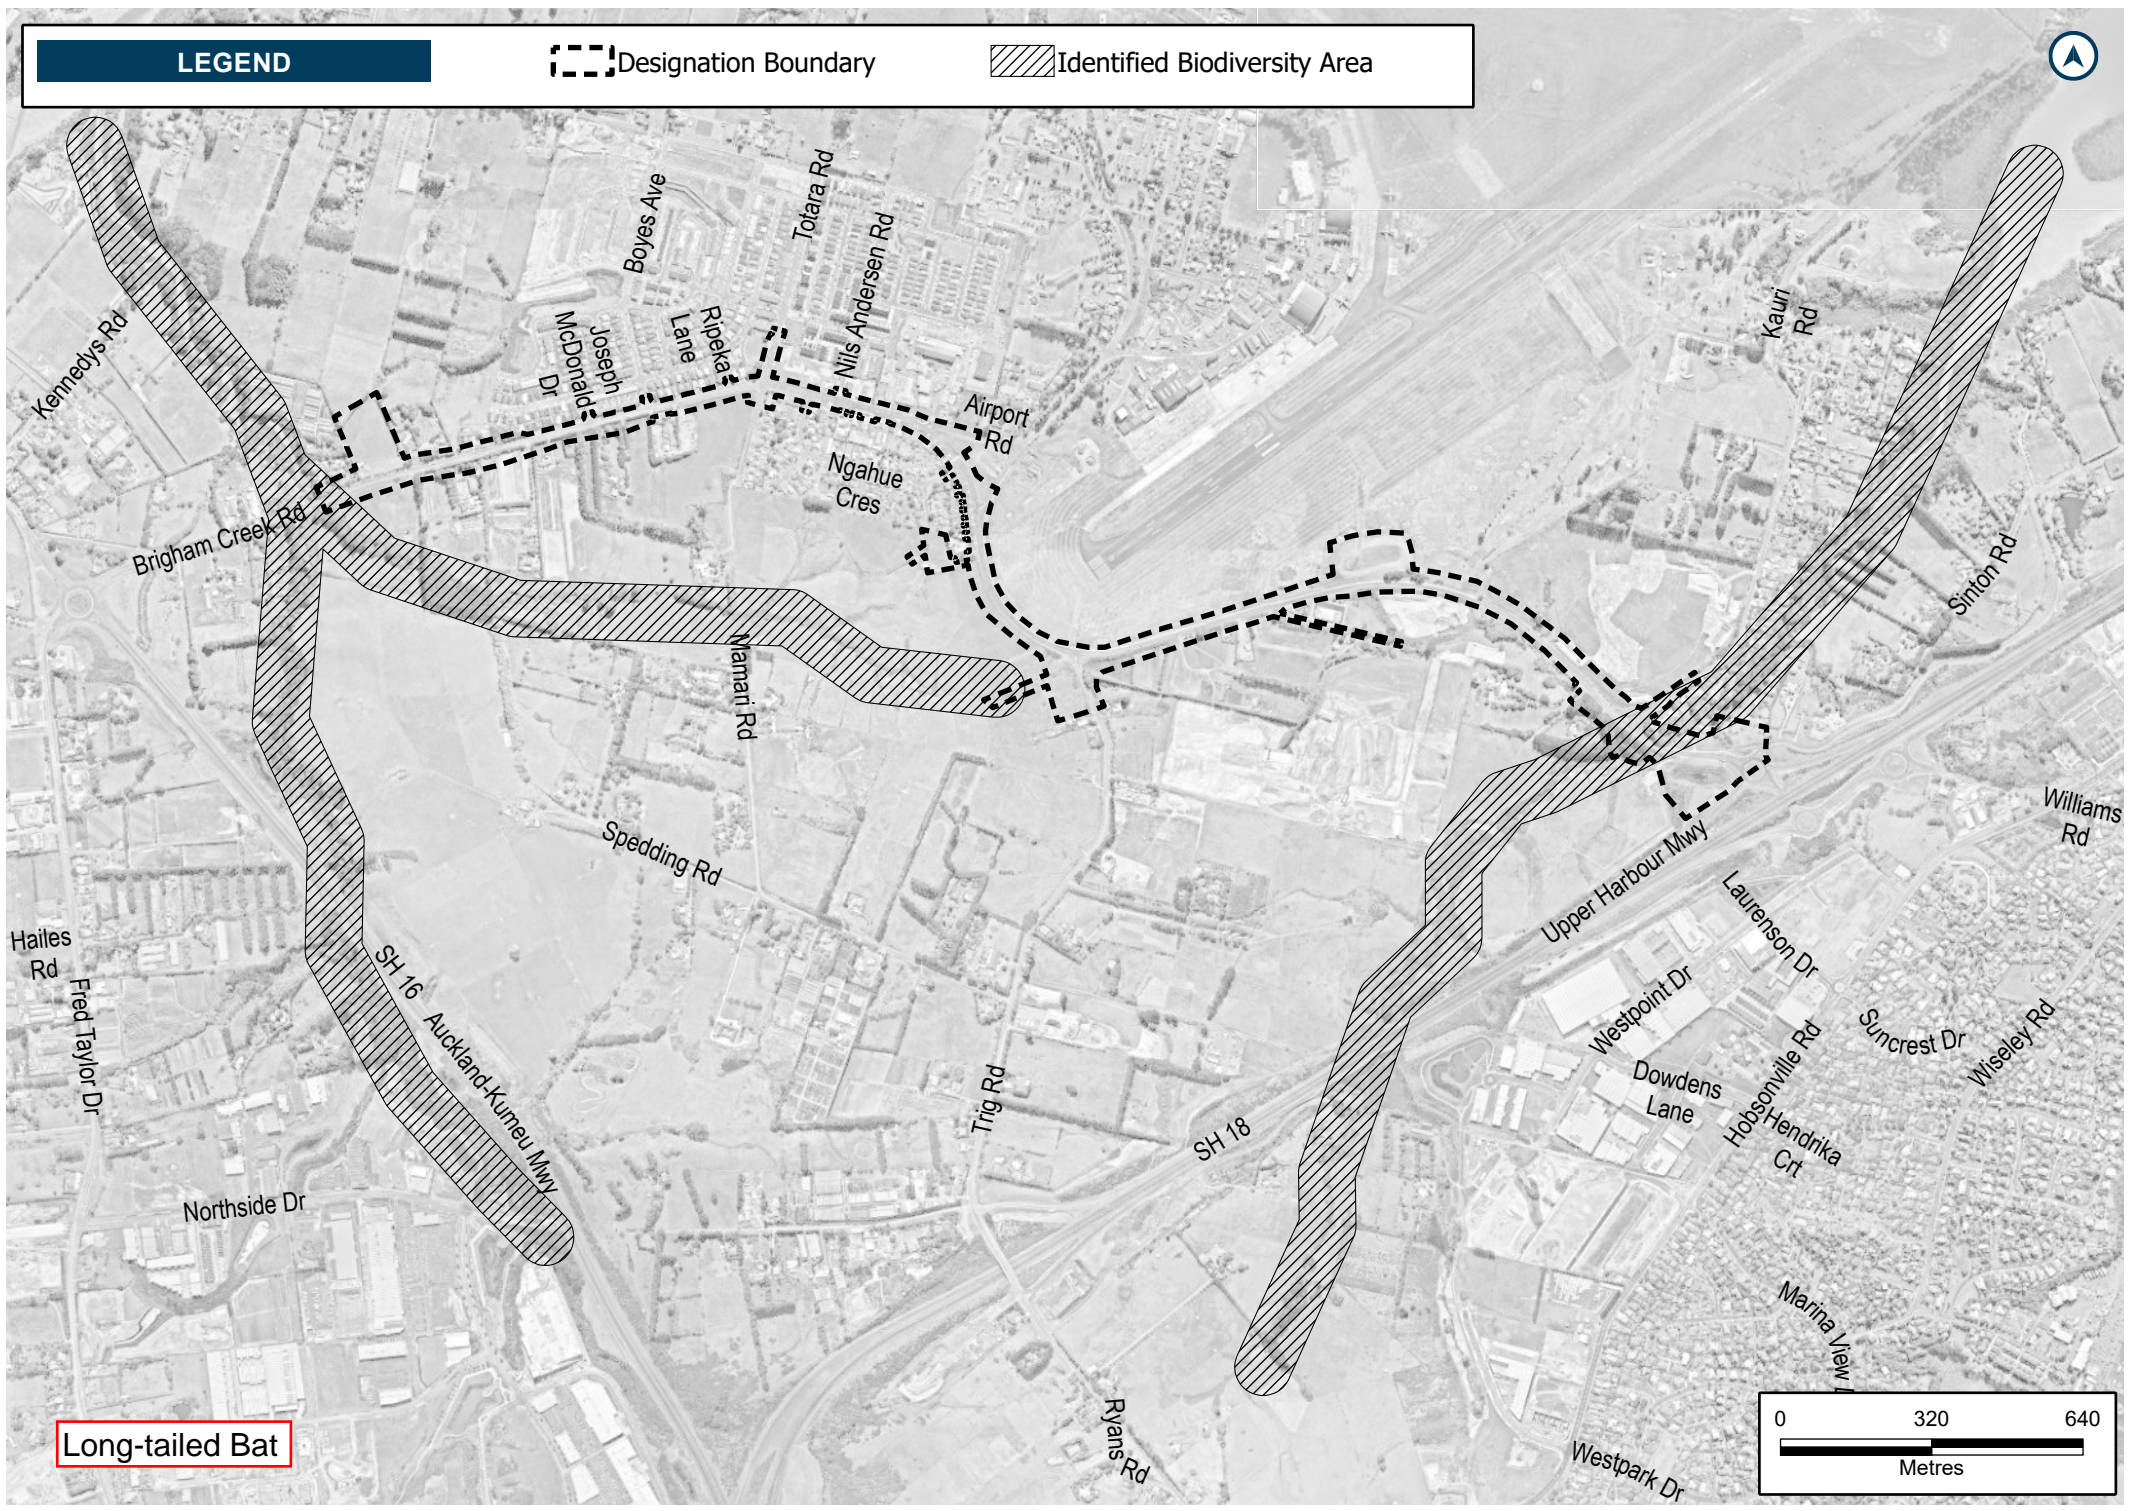 LEGEND
Designation Boundary
Identified Biodiversity Area
Boyes Ave
Totara Rd
Nils Andersen Rd
Kauri
Rd
Kennedys Rd
Joseph
McDonald
Dr
Ripeka
Lane
Airport
Rd
Ngahue
Cres
Brigham Creek Rd
Sinton Rd
Mamari Rd
Spedding Rd
Williams
Rd
Upper Harbour Mwy
Laurenson Dr
Hailes
Rd
Fred Taylor Dr
SH 16
Auckland-Kumeu Mwy
Westpoint Dr
Suncrest Dr
Wiseley Rd
Dowdens
Lane
Hobsonville Rd
Hendrika
Crt
Trig Rd
SH 18
Northside Dr
Marina View
Ryans Rd
Westpark Dr
Long-tailed Bat
0 320 640
Metres